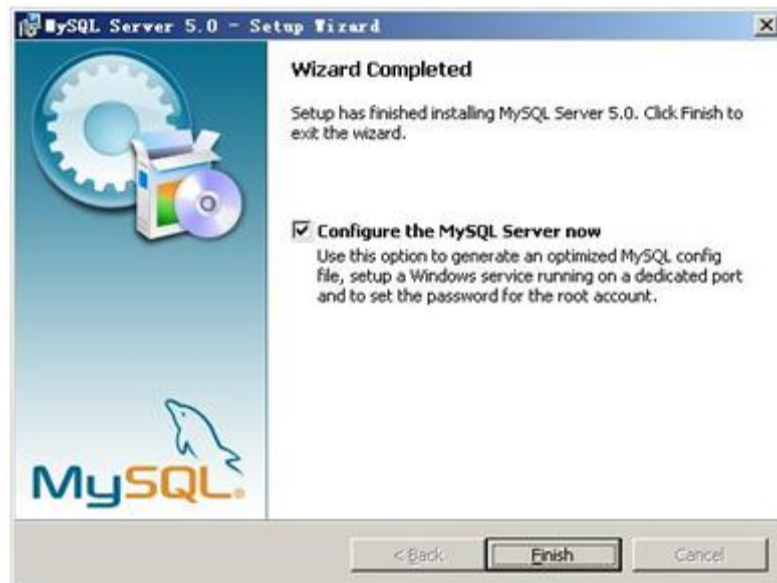 MySQL Server 5.0 - Setup Wizard
Wizard Completed
Setup has finished installing MySQL Server 5.0. Click Finish to
exit the wizard.
Configure the MySQL Server now
Use this option to generate an optimized MySQL config
file, setup a Windows service running on a dedicated port
and to set the password for the root account.
MySQL.
< Back Finish Cancel